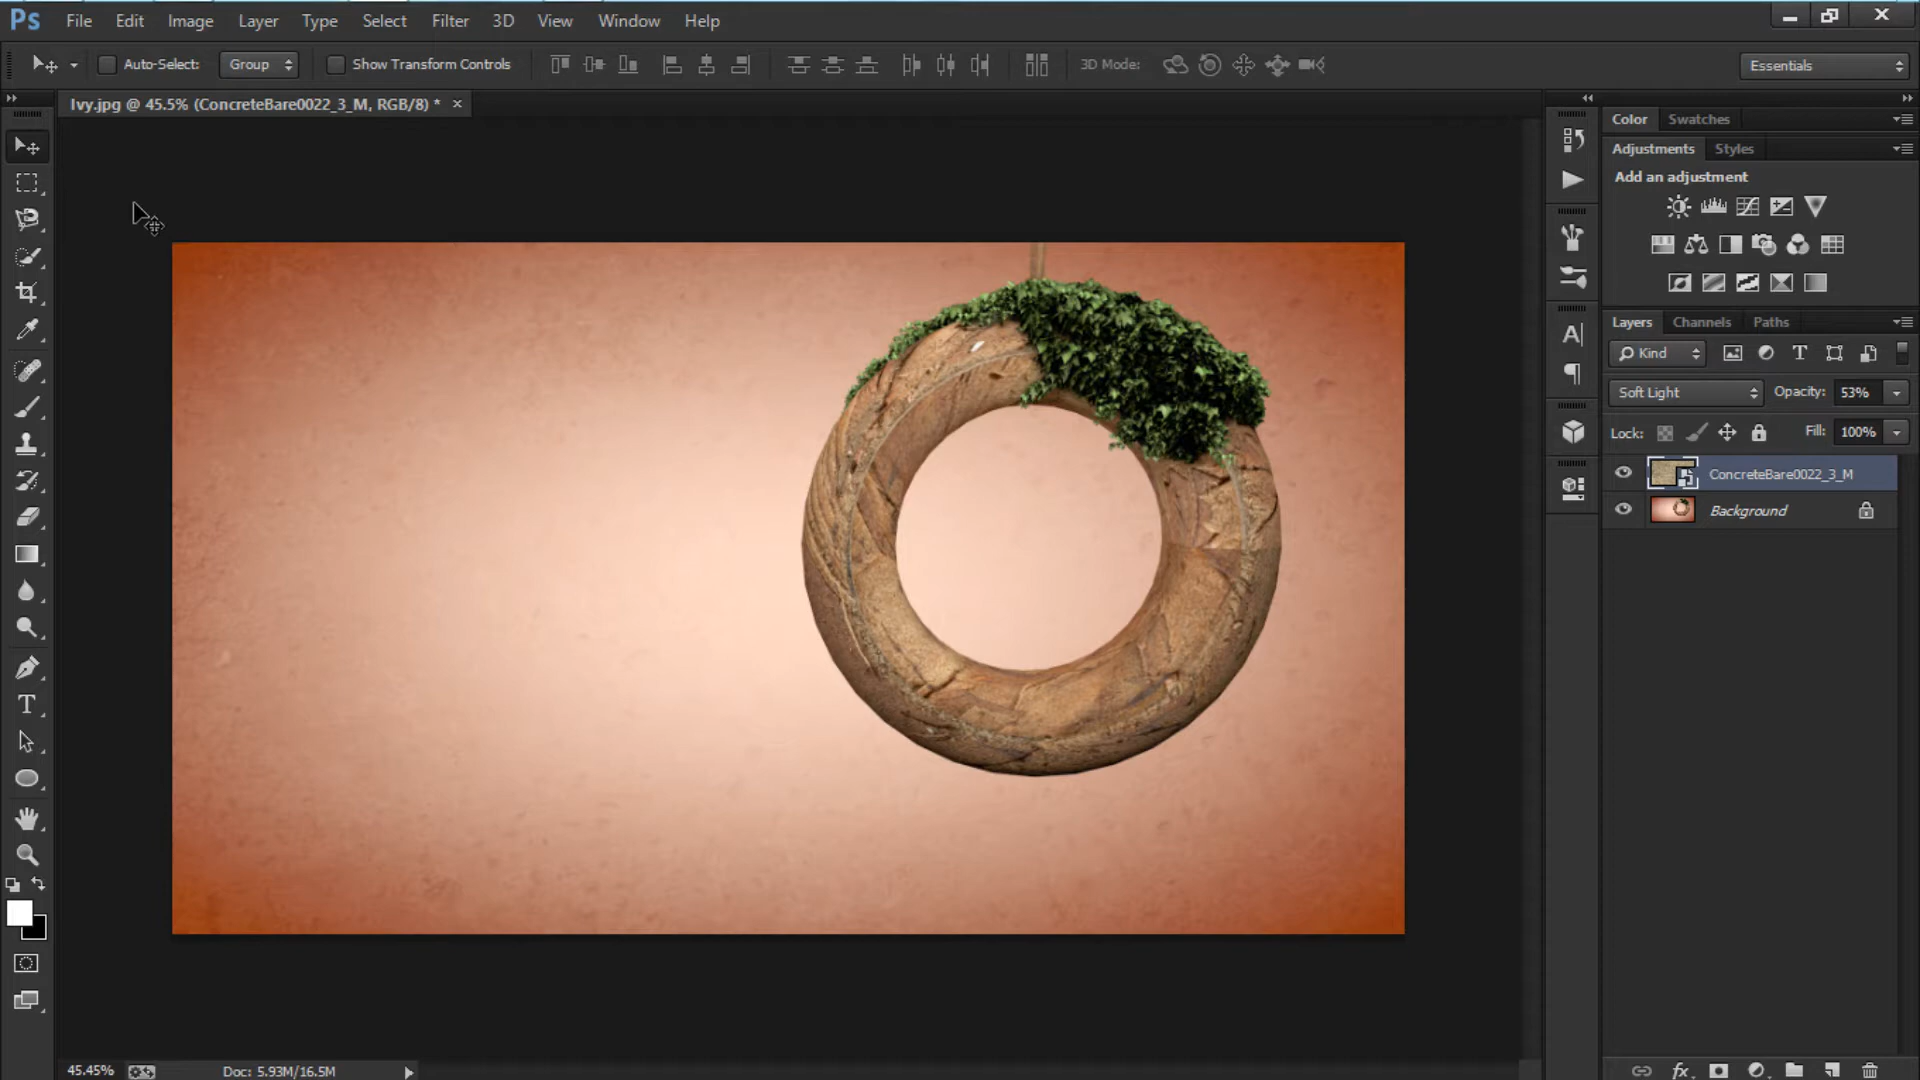 Ps File Edit Image Layer Type Select Filter 3D View Window Help
Auto-Select: Group Show Transform Controls 3D Mode: Essentials
Ivy.jpg @ 45.5% (ConcreteBare0022_3_M, RGB/8) * ×
Color Swatches
Adjustments Styles
Add an adjustment
Layers Channels Paths
Kind T
Soft Light Opacity: 53%
Lock: Fill: 100%
ConcreteBare0022_3_M
Background
A
T
45.45% Doc: 5.93M/16.5M fx